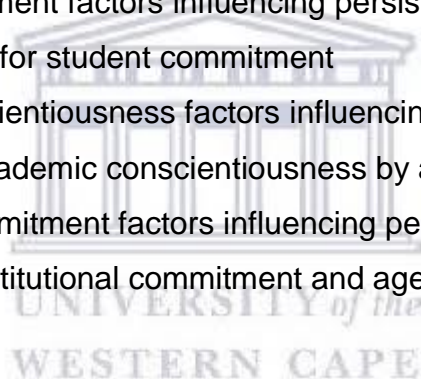 ment factors influencing persis
for student commitment
cientiousness factors influencin
ademic conscientiousness by a
mitment factors influencing pe
titutional commitment and age
UNIVERSITY of the
WESTERN CAPE